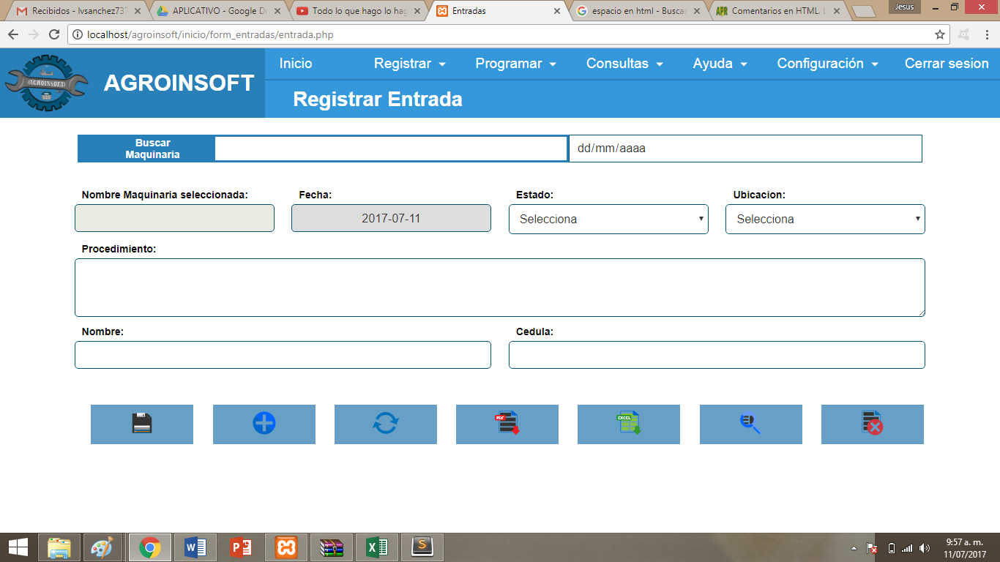 Recibidos - lvsanchez737
APLICATIVO - Google Dr
Todo lo que hago lo hag
Entradas
espacio en html - Buscar
APR Comentarios en HTML. L
Jesus
localhost/agroinsoft/inicio/form_entradas/entrada.php
AGROINSOFT
AGROINSOFT
Inicio Registrar Programar Consultas Ayuda Configuración Cerrar sesion
Registrar Entrada
Buscar
Maquinaria
dd/mm/aaaa
Nombre Maquinaria seleccionada: Fecha: Estado: Ubicacion:
2017-07-11 Selecciona Selecciona
Procedimiento:
Nombre: Cedula:
PDF EXCEL
9:57 a. m.
11/07/2017